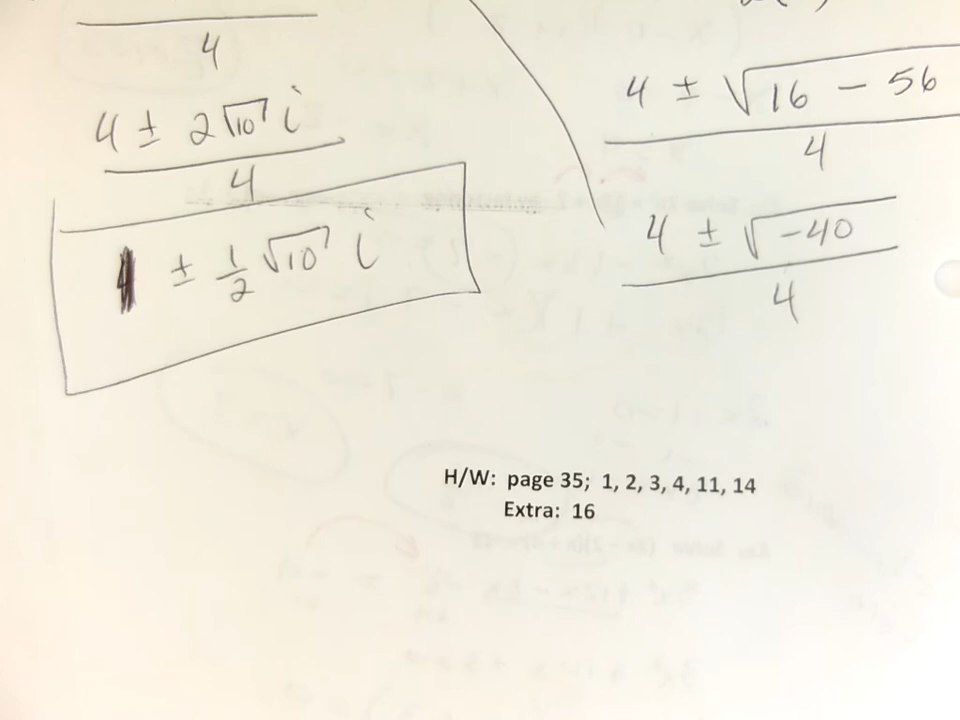 4
4 ± √16 - 56
4
4 ± 2√10 i
4
4 ± √-40
4
1 ± 1/2 √10 i
H/W: page 35; 1, 2, 3, 4, 11, 14
Extra: 16